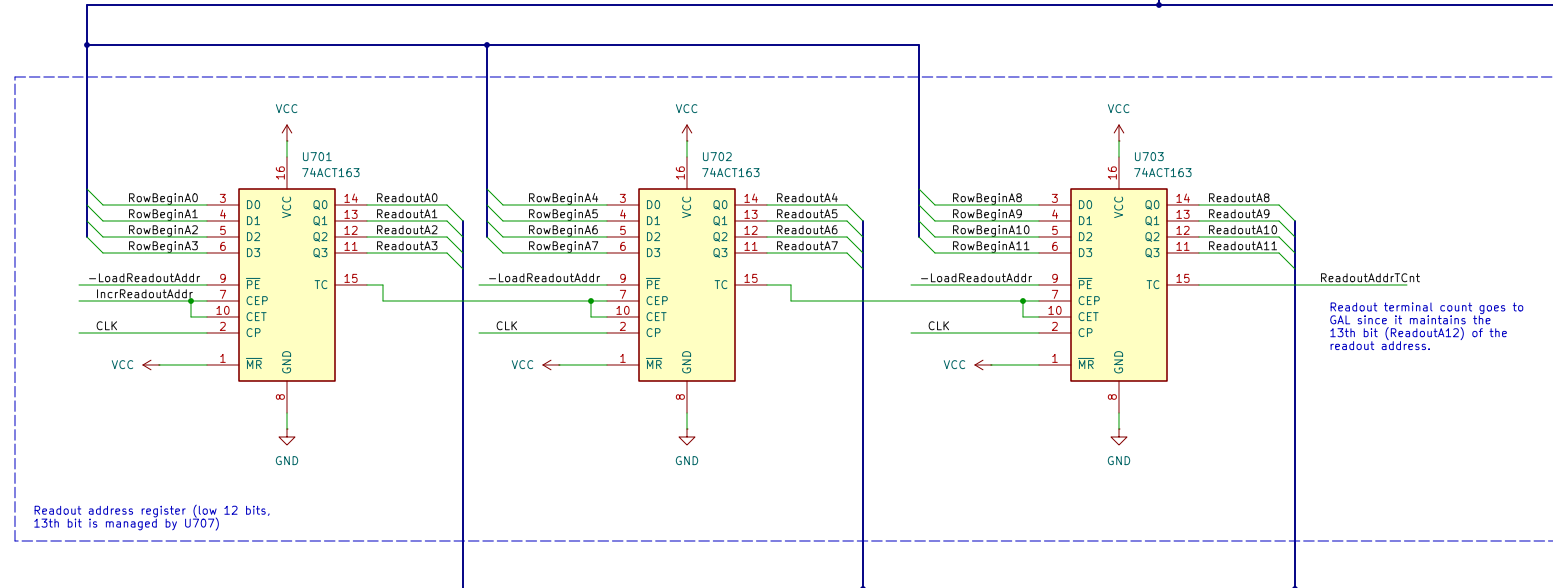 VCC
VCC
VCC
U701
74ACT163
U702
74ACT163
U703
74ACT163
16
16
16
VCC
VCC
VCC
RowBeginA0 3 D0 Q0 14 ReadoutA0
RowBeginA1 4 D1 Q1 13 ReadoutA1
RowBeginA2 5 D2 Q2 12 ReadoutA2
RowBeginA3 6 D3 Q3 11 ReadoutA3
-LoadReadoutAddr 9 PE TC 15
IncrReadoutAddr 7 CEP
10 CET
CLK 2 CP
VCC 1 MR
GND
8
GND
RowBeginA4 3 D0 Q0 14 ReadoutA4
RowBeginA5 4 D1 Q1 13 ReadoutA5
RowBeginA6 5 D2 Q2 12 ReadoutA6
RowBeginA7 6 D3 Q3 11 ReadoutA7
-LoadReadoutAddr 9 PE TC 15
7 CEP
10 CET
CLK 2 CP
VCC 1 MR
GND
8
GND
RowBeginA8 3 D0 Q0 14 ReadoutA8
RowBeginA9 4 D1 Q1 13 ReadoutA9
RowBeginA10 5 D2 Q2 12 ReadoutA10
RowBeginA11 6 D3 Q3 11 ReadoutA11
-LoadReadoutAddr 9 PE TC 15 ReadoutAddrTCnt
7 CEP
10 CET
CLK 2 CP
VCC 1 MR
GND
8
GND
Readout terminal count goes to
GAL since it maintains the
13th bit (ReadoutA12) of the
readout address.
Readout address register (low 12 bits,
13th bit is managed by U707)